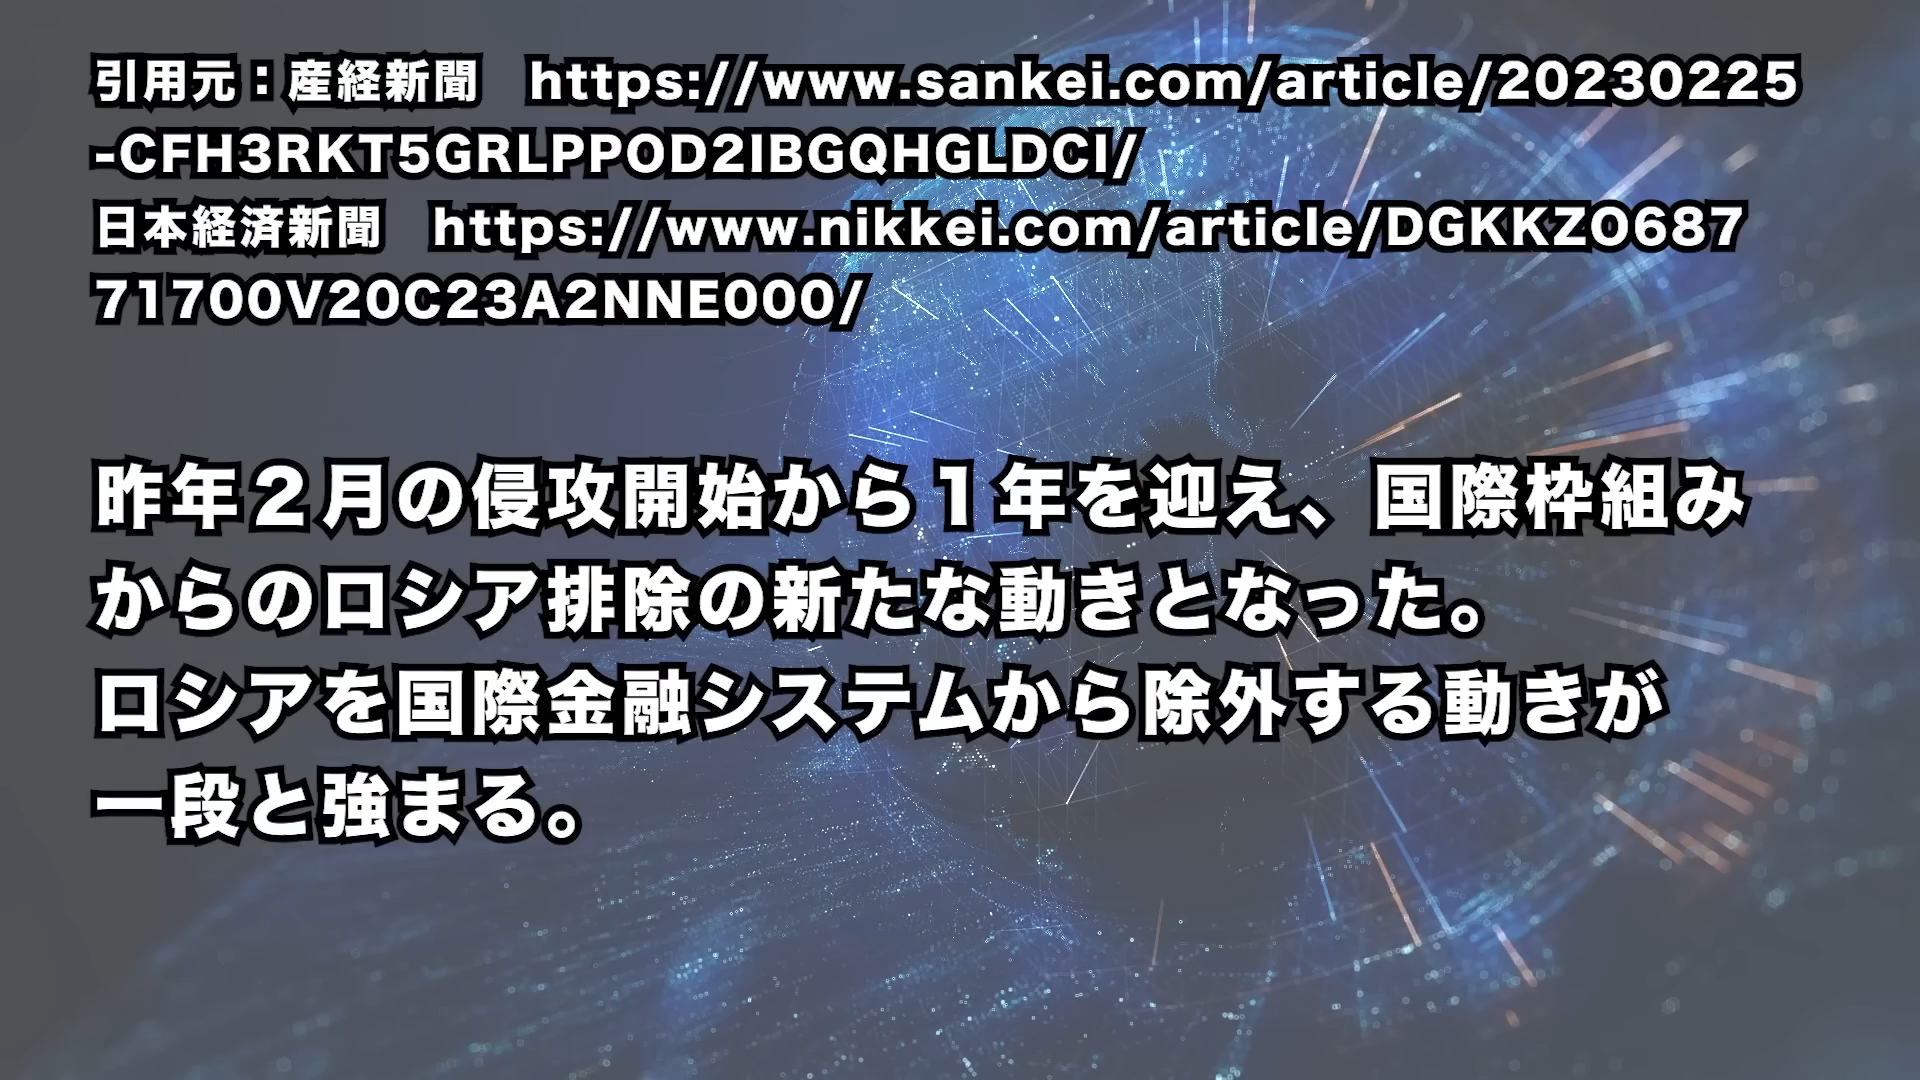 引用元：産経新聞　https://www.sankei.com/article/20230225
-CFH3RKT5GRLPPOD2IBGQHGLDCI/
日本経済新聞　https://www.nikkei.com/article/DGKKZO687
71700V20C23A2NNE000/
昨年２月の侵攻開始から１年を迎え、国際枠組み
からのロシア排除の新たな動きとなった。
ロシアを国際金融システムから除外する動きが
一段と強まる。